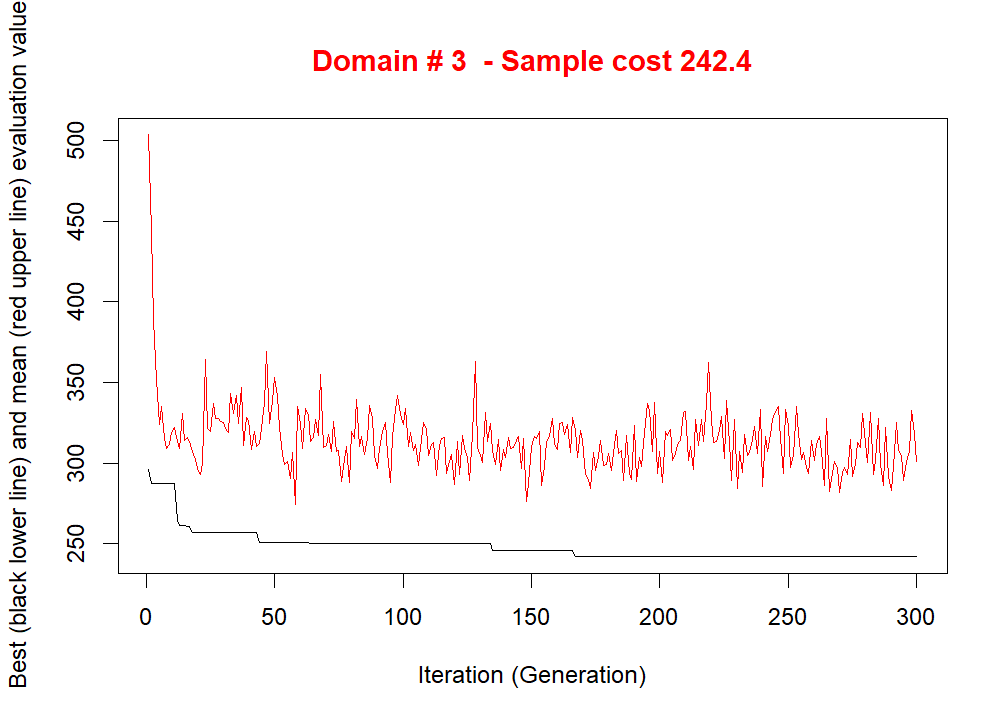 Domain # 3  - Sample cost 242.4
Best (black lower line) and mean (red upper line) evaluation value
500
450
400
350
300
250
0 50 100 150 200 250 300
Iteration (Generation)